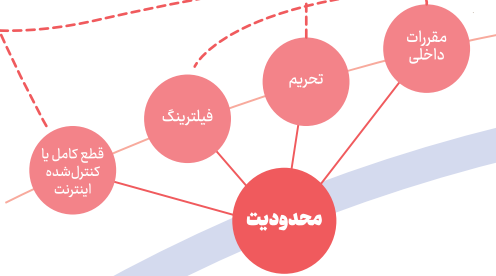 مقررات
داخلی
تحریم
فیلترینگ
قطع کامل یا
کنترل‌شده
اینترنت
محدودیت